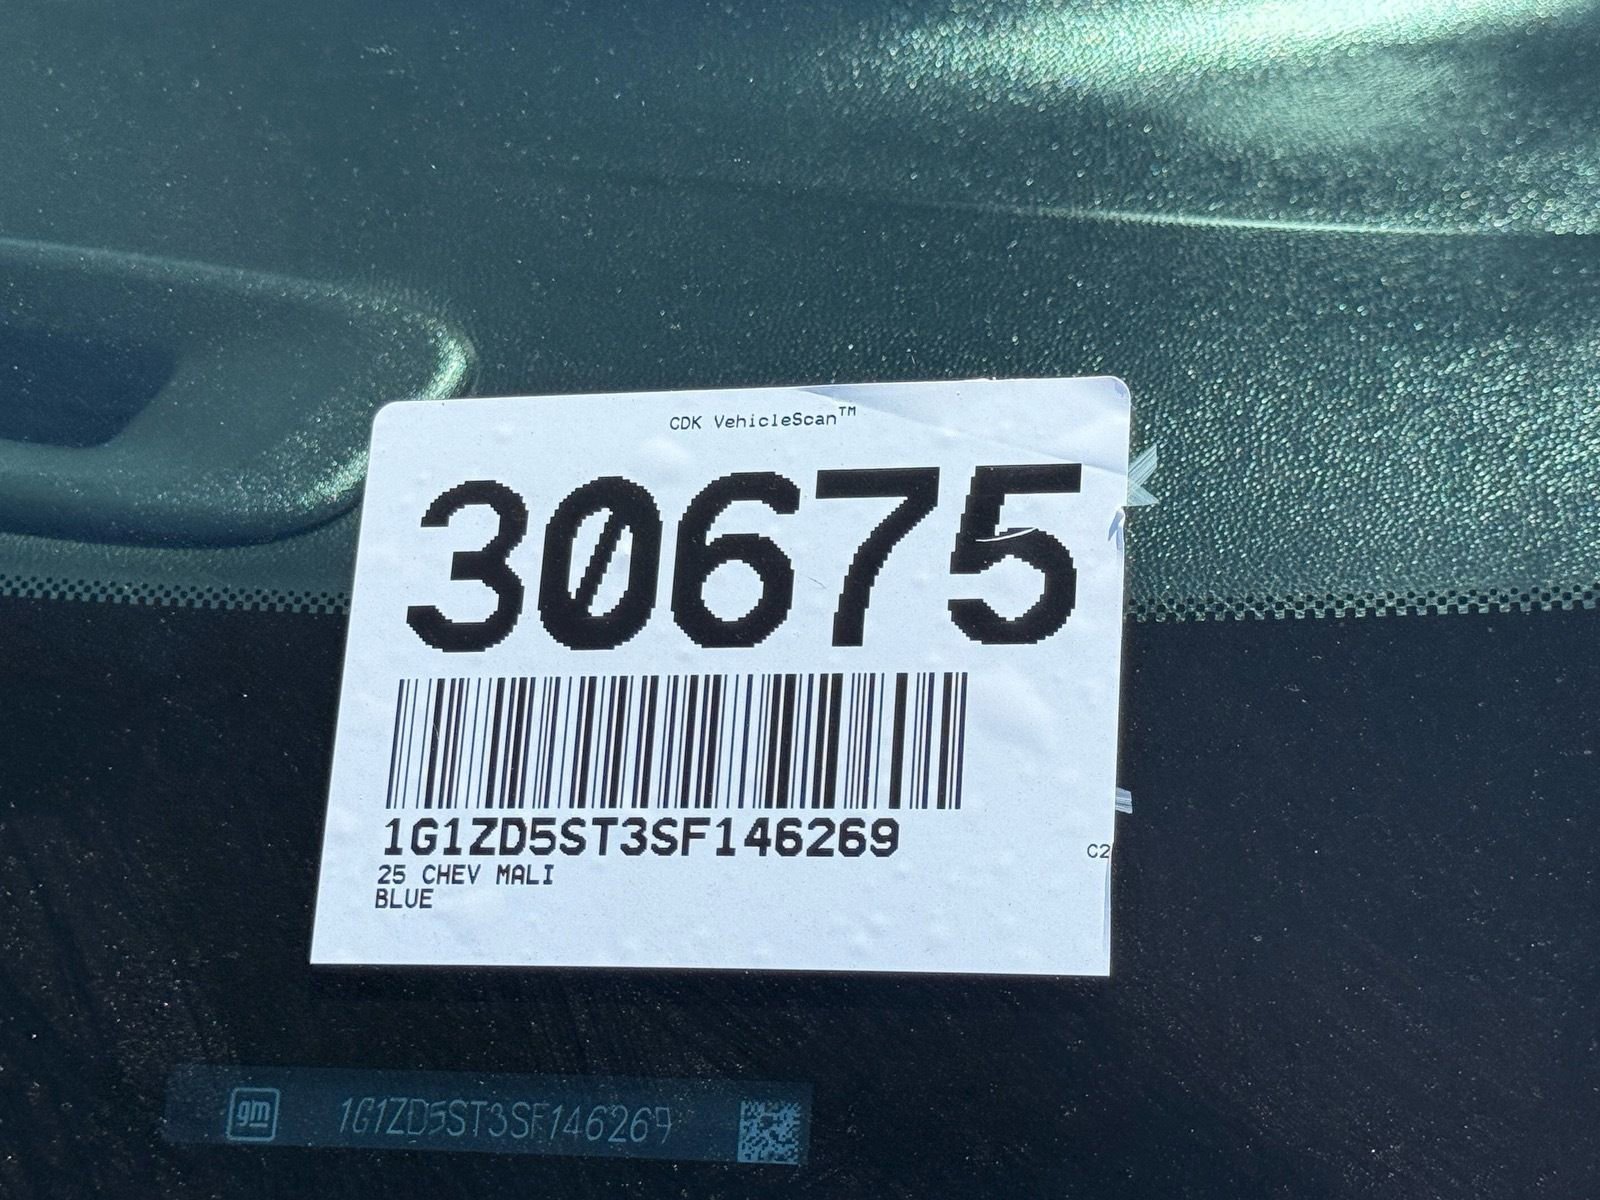 CDK VehicleScan™
30675
1G1ZD5ST3SF146269
25 CHEV MALI
C2
BLUE
gm 1G1ZD5ST3SF146269